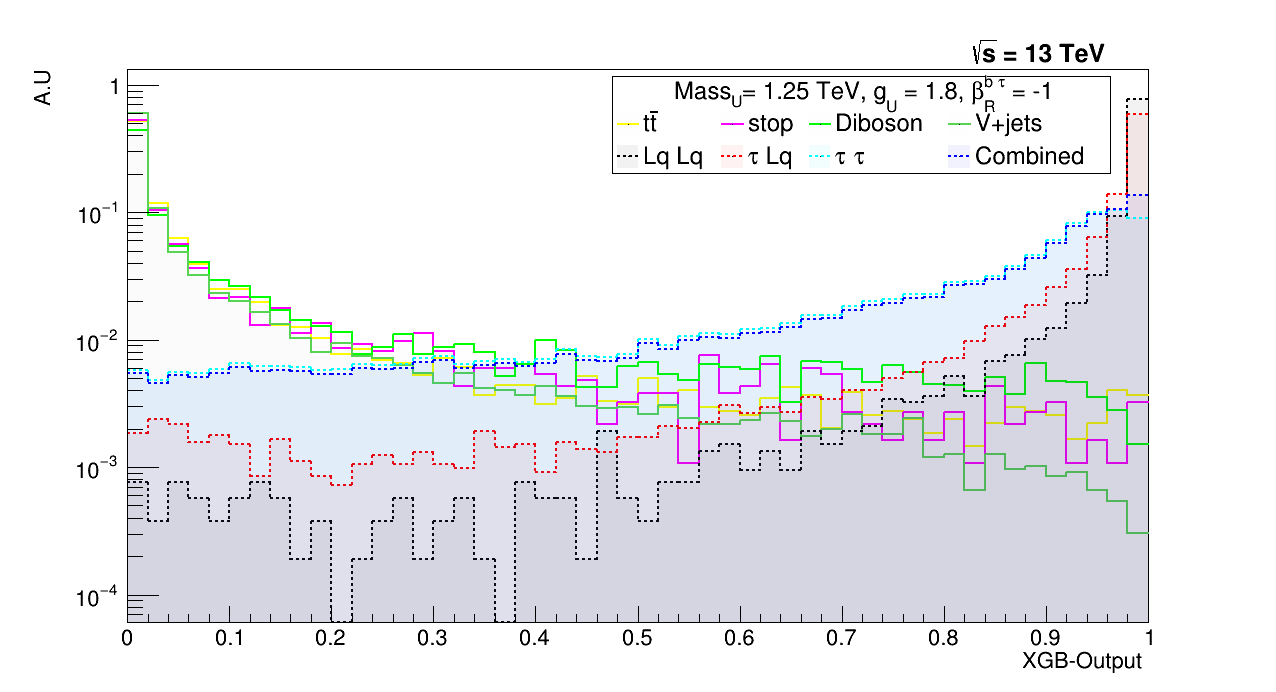 √s = 13 TeV
A.U
Mass_U= 1.25 TeV, g_U = 1.8, β_R^{b τ} = -1
tt̄ stop Diboson V+jets
Lq Lq τ Lq τ τ Combined
1
10⁻¹
10⁻²
10⁻³
10⁻⁴
0 0.1 0.2 0.3 0.4 0.5 0.6 0.7 0.8 0.9 1
XGB-Output